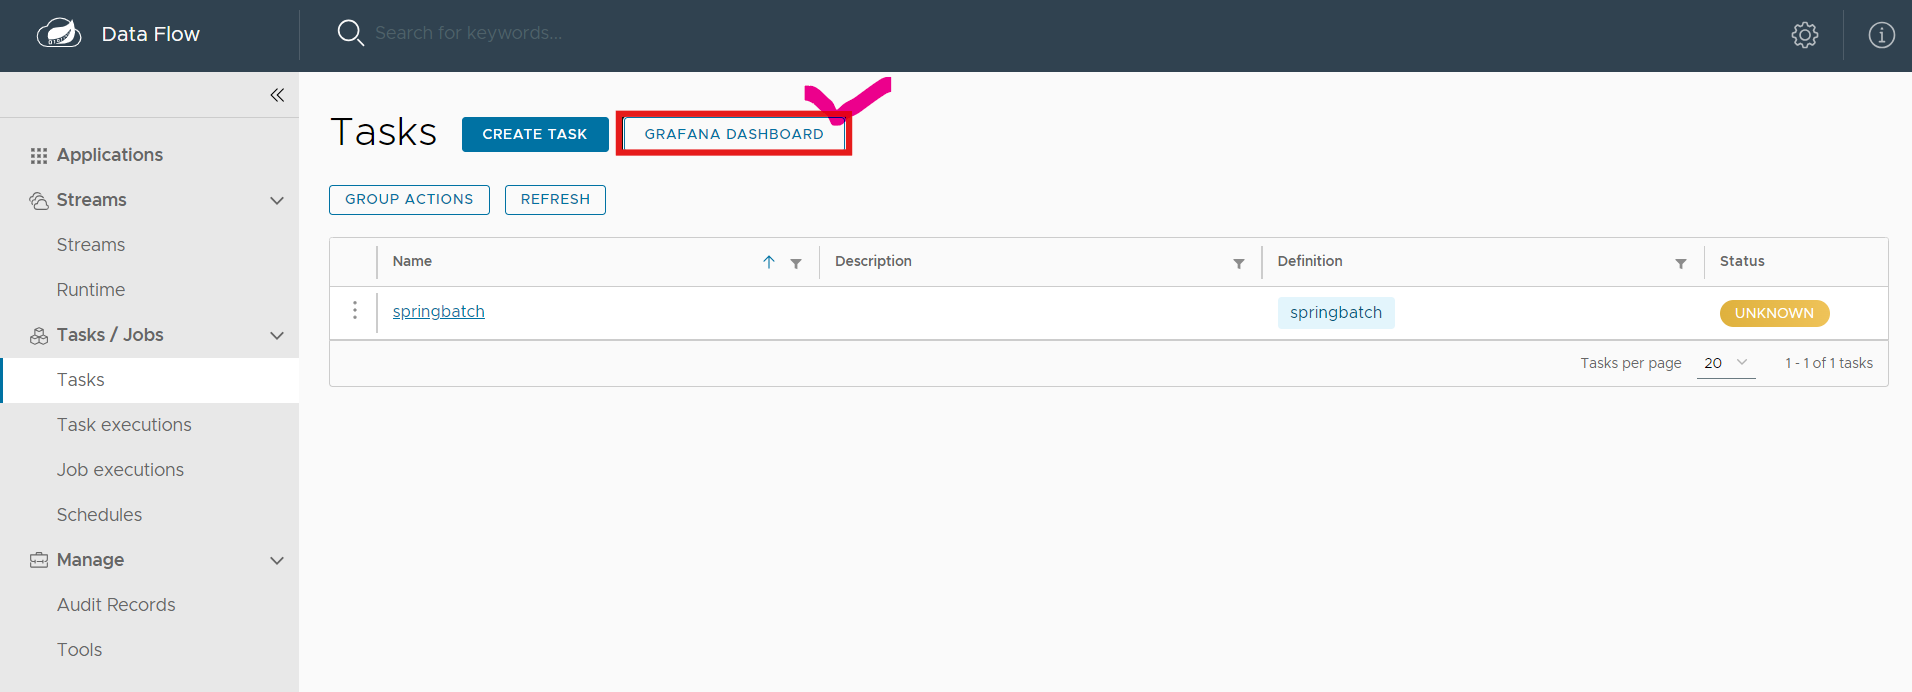 Data Flow
Search for keywords...
Applications
Streams
Streams
Runtime
Tasks / Jobs
Tasks
Task executions
Job executions
Schedules
Manage
Audit Records
Tools
Tasks
CREATE TASK
GRAFANA DASHBOARD
GROUP ACTIONS
REFRESH
Name Description Definition Status
springbatch springbatch UNKNOWN
Tasks per page 20 1 - 1 of 1 tasks